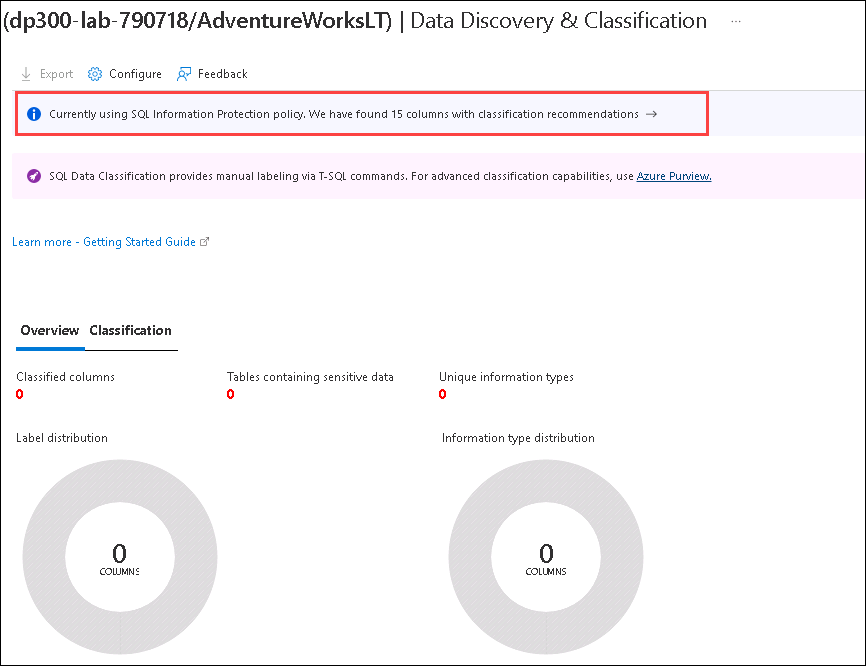 (dp300-lab-790718/AdventureWorksLT) | Data Discovery & Classification ...
Export Configure Feedback
Currently using SQL Information Protection policy. We have found 15 columns with classification recommendations →
SQL Data Classification provides manual labeling via T-SQL commands. For advanced classification capabilities, use Azure Purview.
Learn more - Getting Started Guide
Overview Classification
Classified columns Tables containing sensitive data Unique information types
0 0 0
Label distribution Information type distribution
0 0
COLUMNS COLUMNS